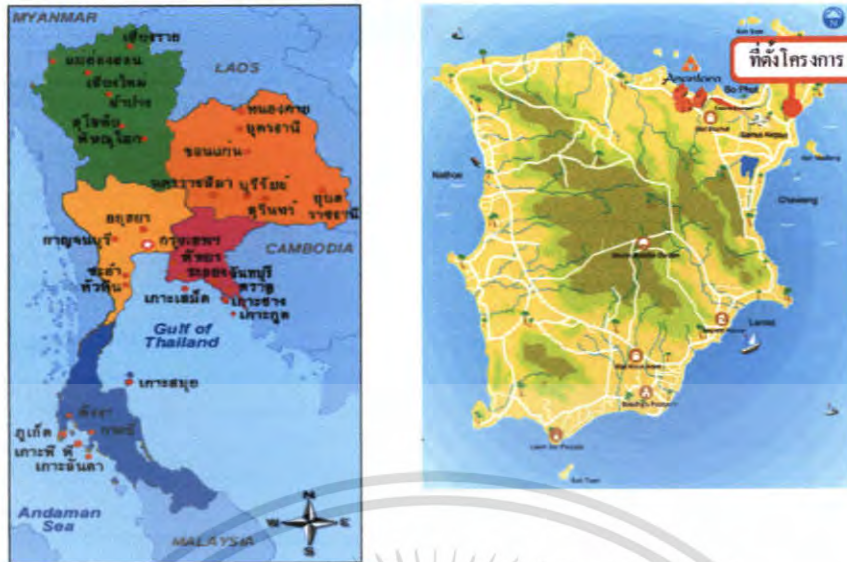 MYANMAR
เชียงราย
แม่ฮ่องสอน
LAOS
เชียงใหม่
ลำปาง
สุโขทัย
พิษณุโลก
หนองคาย
อุดรธานี
ขอนแก่น
นครราชสีมา
บุรีรัมย์
สุรินทร์
อุบล
ราชธานี
อยุธยา
กาญจนบุรี
กรุงเทพฯ
พัทยา
CAMBODIA
ระยอง
จันทบุรี
ตราด
ชะอำ
หัวหิน
เกาะเสม็ด
เกาะช้าง
เกาะกูด
Gulf of
Thailand
เกาะสมุย
พังงา
ภูเก็ต
กระบี่
เกาะพีพี
เกาะลันตา
Andaman
Sea
MALAYSIA
N
W
E
S
N
ที่ตั้งโครงการ
Anantara
Bo Phut
Samui Airport
Nathon
Chaweng
Lamai